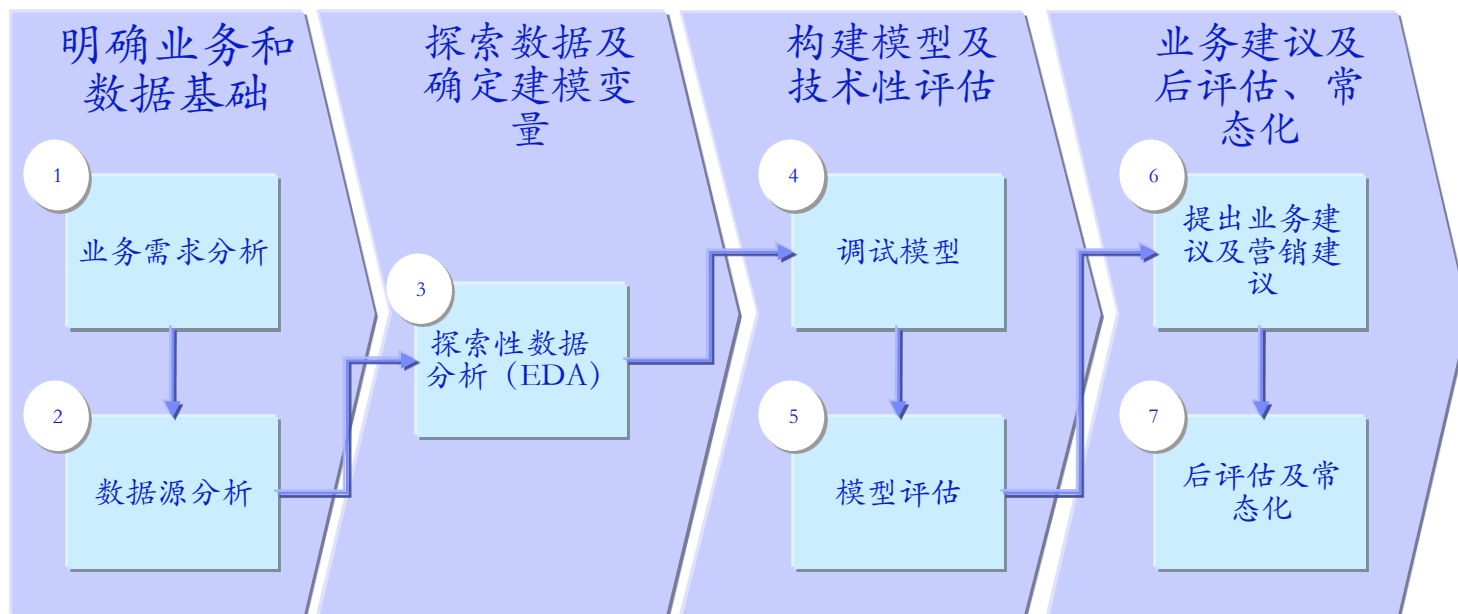 明确业务和
数据基础
1
业务需求分析
2
数据源分析
探索数据及
确定建模变
量
3
探索性数据
分析（EDA）
构建模型及
技术性评估
4
调试模型
5
模型评估
业务建议及
后评估、常
态化
6
提出业务建
议及营销建
议
7
后评估及常
态化